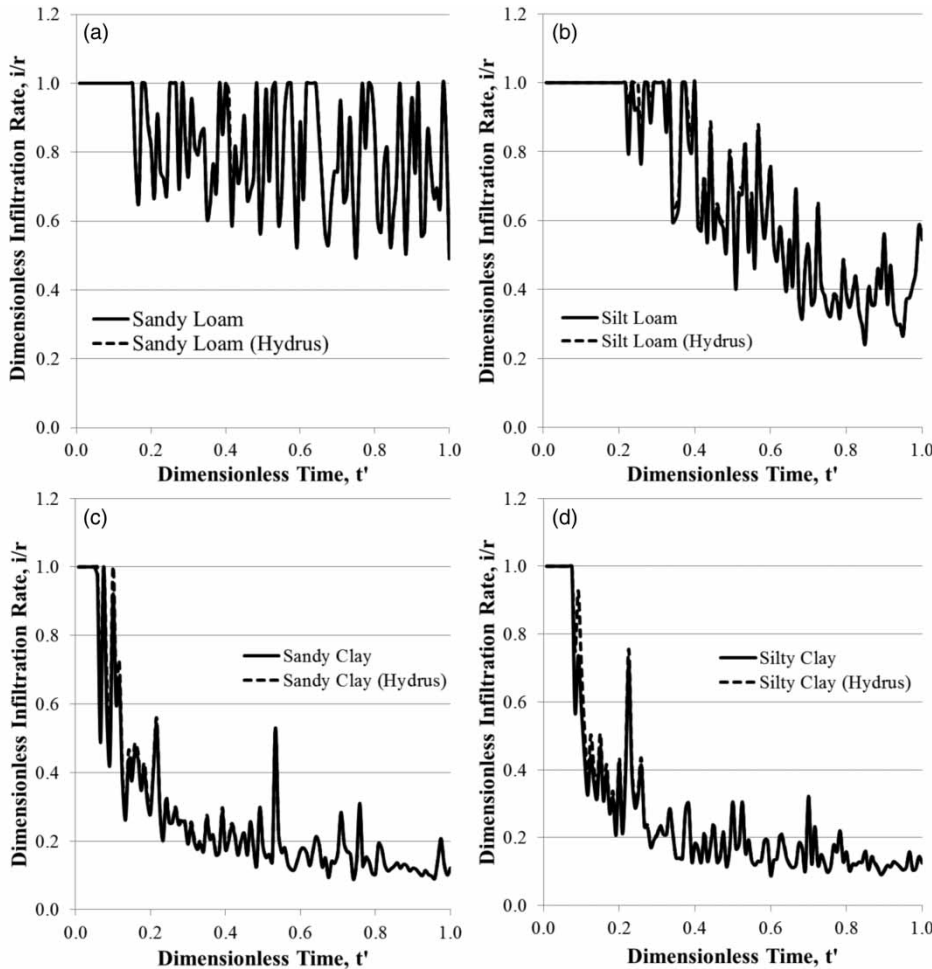 (a)
Dimensionless Infiltration Rate, i/r
1.2
1.0
0.8
0.6
0.4
0.2
0.0
Sandy Loam
Sandy Loam (Hydrus)
0.0 0.2 0.4 0.6 0.8 1.0
Dimensionless Time, t'
(b)
Dimensionless Infiltration Rate, i/r
1.2
1.0
0.8
0.6
0.4
0.2
0.0
Silt Loam
Silt Loam (Hydrus)
0.0 0.2 0.4 0.6 0.8 1.0
Dimensionless Time, t'
(c)
Dimensionless Infiltration Rate, i/r
1.2
1.0
0.8
0.6
0.4
0.2
0.0
Sandy Clay
Sandy Clay (Hydrus)
0.0 0.2 0.4 0.6 0.8 1.0
Dimensionless Time, t'
(d)
Dimensionless Infiltration Rate, i/r
1.2
1.0
0.8
0.6
0.4
0.2
0.0
Silty Clay
Silty Clay (Hydrus)
0.0 0.2 0.4 0.6 0.8 1.0
Dimensionless Time, t'